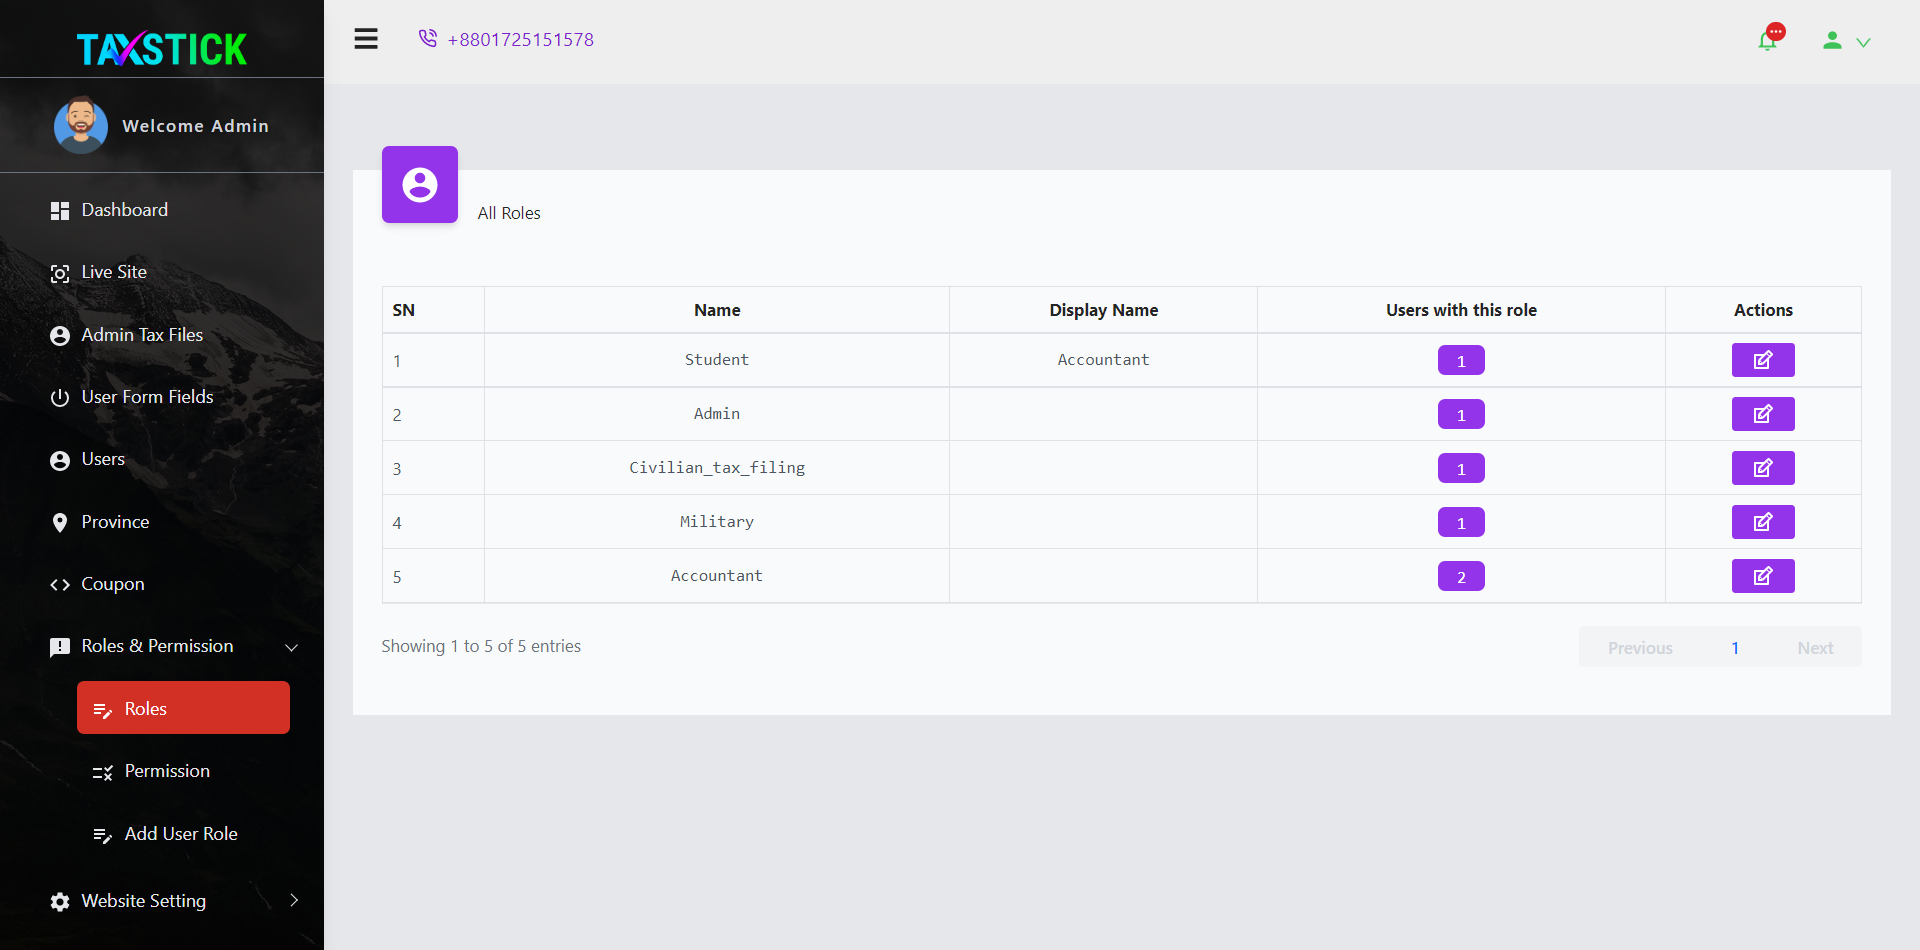 TAXSTICK
Welcome Admin
Dashboard
Live Site
Admin Tax Files
User Form Fields
Users
Province
Coupon
Roles & Permission
Roles
Permission
Add User Role
Website Setting
+8801725151578
All Roles
SN Name Display Name Users with this role Actions
1 Student Accountant 1
2 Admin 1
3 Civilian_tax_filing 1
4 Military 1
5 Accountant 2
Showing 1 to 5 of 5 entries
Previous 1 Next